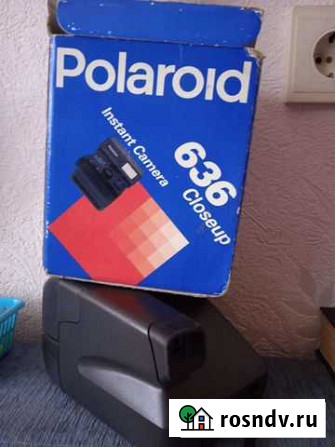 Polaroid
Instant Camera
636
Closeup
rosndv.ru